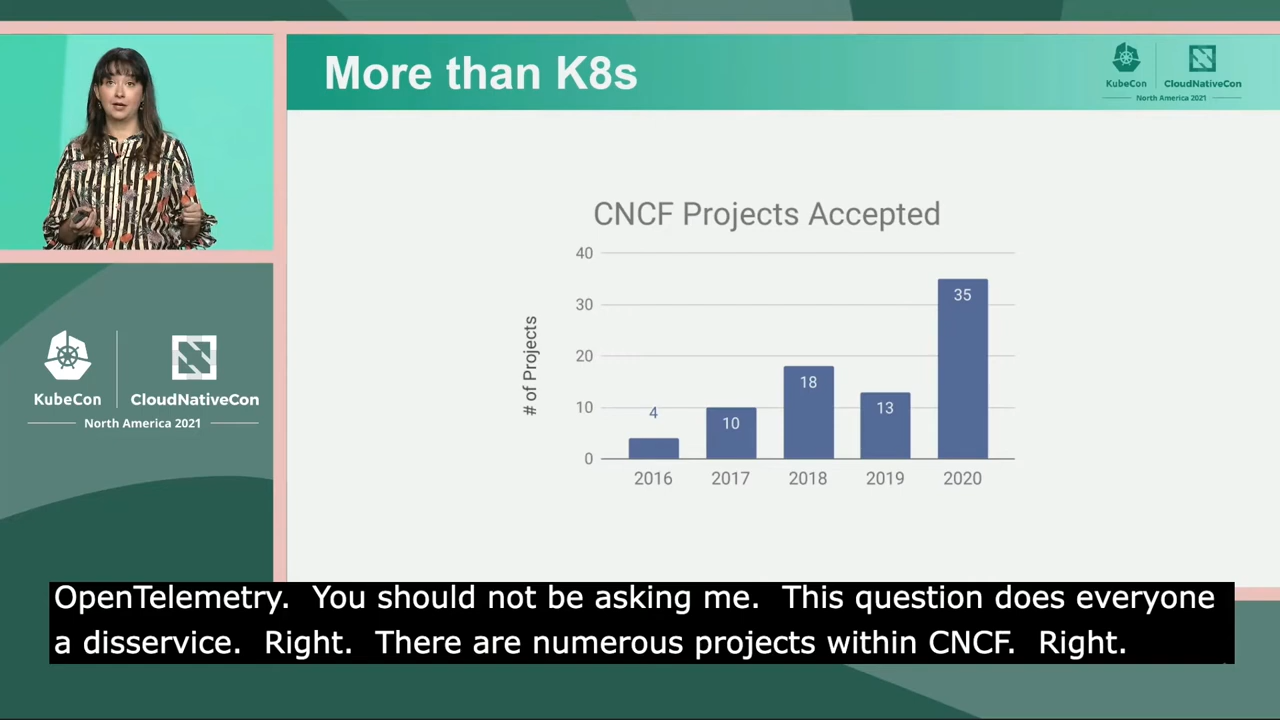 More than K8s
KubeCon
CloudNativeCon
North America 2021
CNCF Projects Accepted
# of Projects
40
30
20
10
0
4
10
18
13
35
2016
2017
2018
2019
2020
KubeCon
CloudNativeCon
North America 2021
OpenTelemetry. You should not be asking me. This question does everyone
a disservice. Right. There are numerous projects within CNCF. Right.